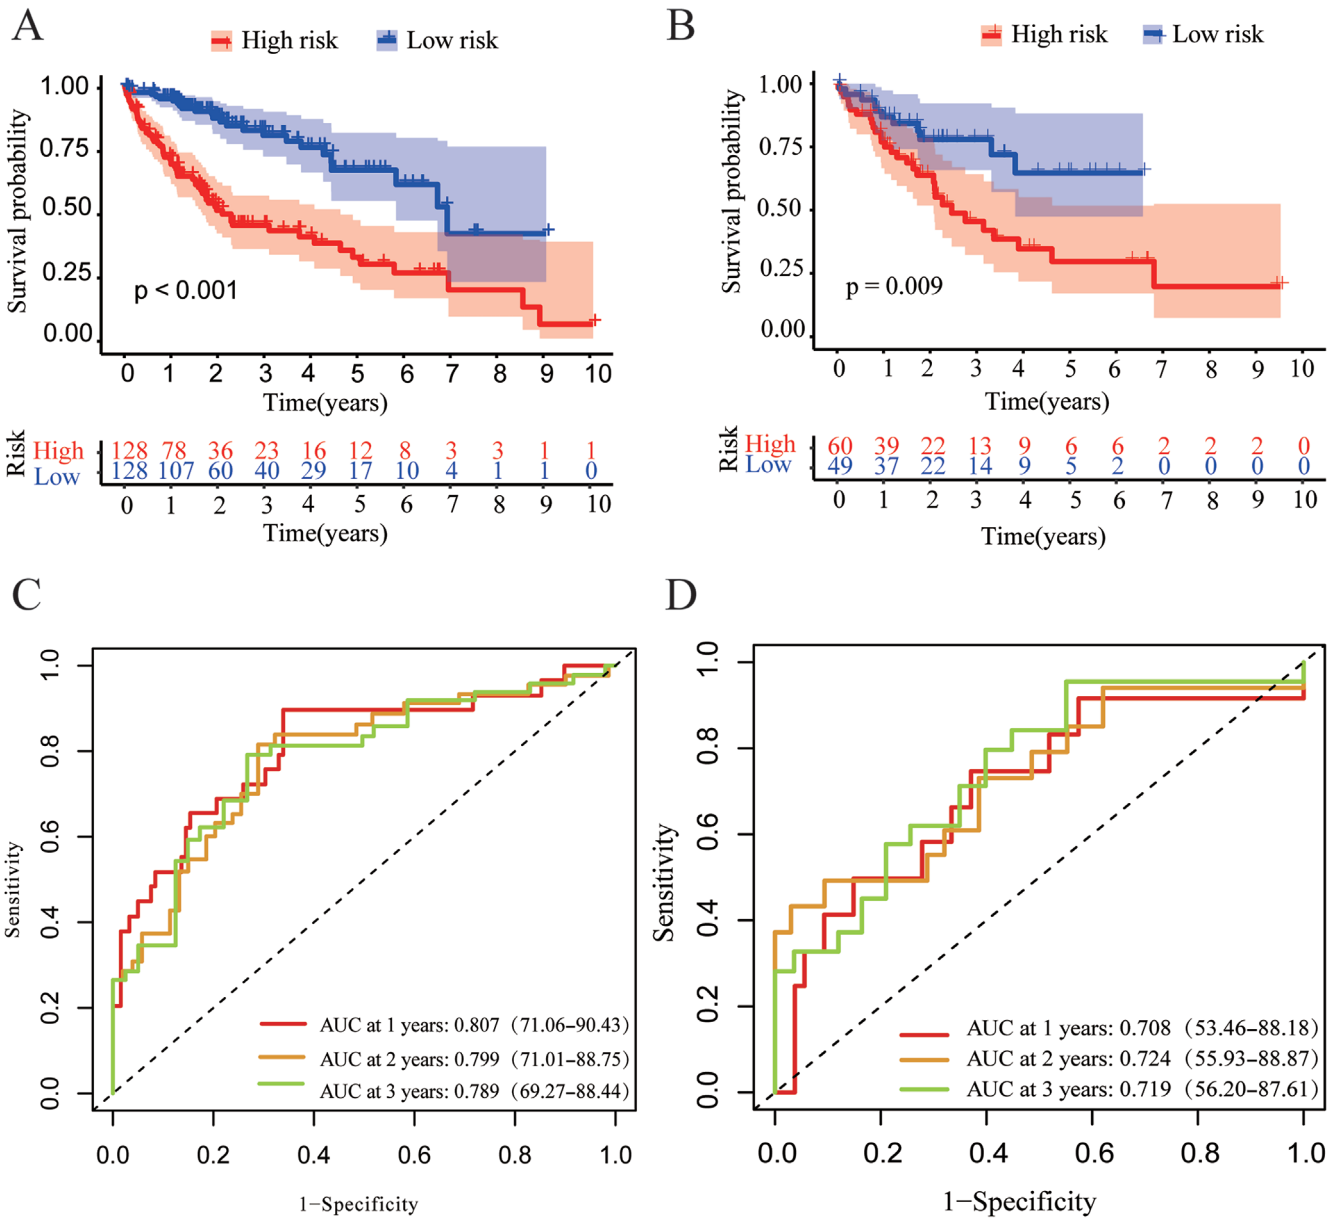 A
High risk
Low risk
Survival probability
1.00
0.75
0.50
0.25
0.00
p < 0.001
0 1 2 3 4 5 6 7 8 9 10
Time(years)
Risk
High 128 78 36 23 16 12 8 3 3 1 1
Low 128 107 60 40 29 17 10 4 1 1 0
0 1 2 3 4 5 6 7 8 9 10
Time(years)
B
High risk
Low risk
Survival probability
1.00
0.75
0.50
0.25
0.00
p = 0.009
0 1 2 3 4 5 6 7 8 9 10
Time(years)
Risk
High 60 39 22 13 9 6 6 2 2 2 0
Low 49 37 22 14 9 5 2 0 0 0 0
0 1 2 3 4 5 6 7 8 9 10
Time(years)
C
Sensitivity
1.0
0.8
0.6
0.4
0.2
0.0
AUC at 1 years: 0.807 (71.06–90.43)
AUC at 2 years: 0.799 (71.01–88.75)
AUC at 3 years: 0.789 (69.27–88.44)
0.0 0.2 0.4 0.6 0.8 1.0
1−Specificity
D
Sensitivity
1.0
0.8
0.6
0.4
0.2
0.0
AUC at 1 years: 0.708 (53.46–88.18)
AUC at 2 years: 0.724 (55.93–88.87)
AUC at 3 years: 0.719 (56.20–87.61)
0.0 0.2 0.4 0.6 0.8 1.0
1−Specificity